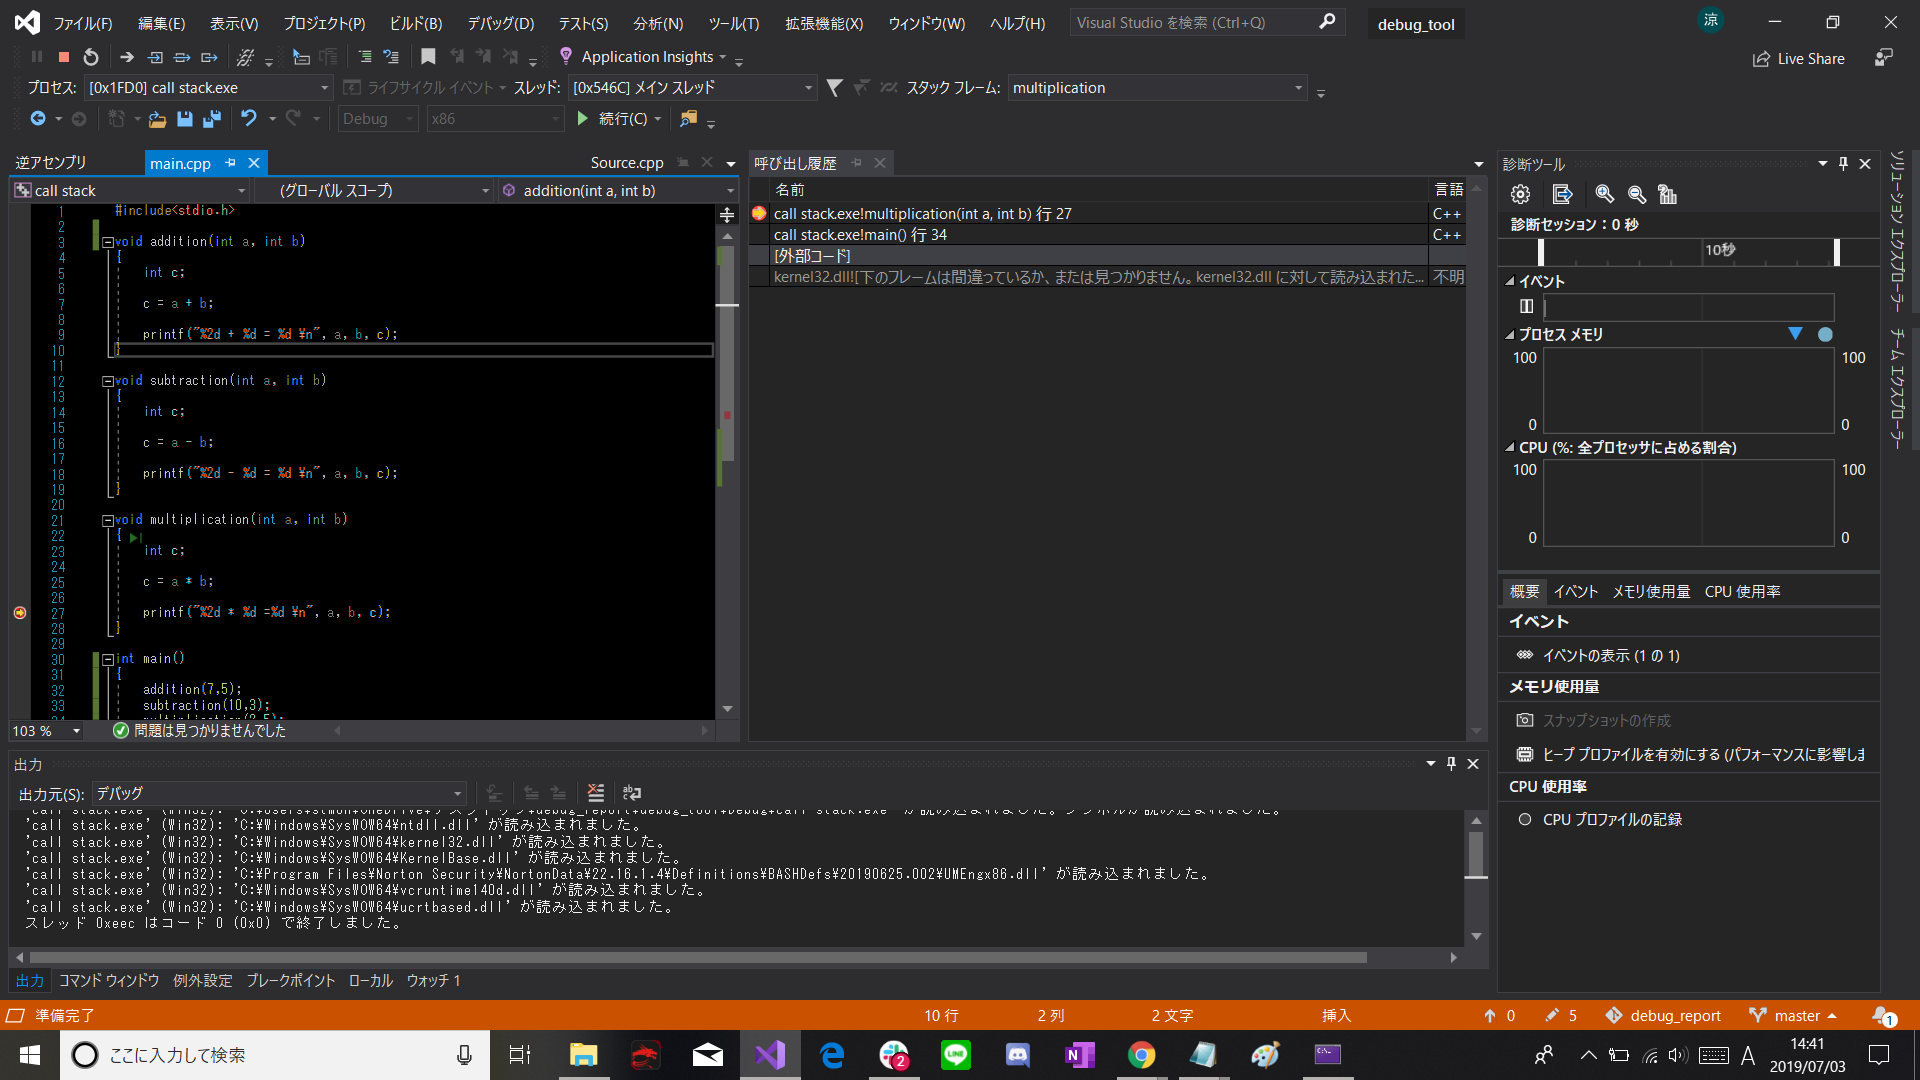 ファイル(F) 編集(E) 表示(V) プロジェクト(P) ビルド(B) デバッグ(D) テスト(S) 分析(N) ツール(T) 拡張機能(X) ウィンドウ(W) ヘルプ(H) Visual Studio を検索 (Ctrl+Q) debug_tool 涼
Application Insights Live Share
プロセス: [0x1FD0] call stack.exe ライフサイクル イベント スレッド: [0x546C] メイン スレッド スタック フレーム: multiplication
Debug x86 続行(C)
逆アセンブリ main.cpp Source.cpp
call stack (グローバル スコープ) addition(int a, int b)
1 #include<stdio.h>
2
3 void addition(int a, int b)
4 {
5 int c;
6
7 c = a + b;
8
9 printf("%2d + %d = %d ¥n", a, b, c);
10 }
11
12 void subtraction(int a, int b)
13 {
14 int c;
15
16 c = a - b;
17
18 printf("%2d - %d = %d ¥n", a, b, c);
19 }
20
21 void multiplication(int a, int b)
22 {
23 int c;
24
25 c = a * b;
26
27 printf("%2d * %d =%d ¥n", a, b, c);
28 }
29
30 int main()
31 {
32 addition(7,5);
33 subtraction(10,3);
103 % 問題は見つかりませんでした
呼び出し履歴
名前 言語
call stack.exe!multiplication(int a, int b) 行 27 C++
call stack.exe!main() 行 34 C++
[外部コード]
kernel32.dll![下のフレームは間違っているか、または見つかりません。kernel32.dll に対して読み込まれた... 不明
診断ツール
診断セッション：0 秒
10秒
イベント
プロセス メモリ
100 100
0 0
CPU (%: 全プロセッサに占める割合)
100 100
0 0
概要 イベント メモリ使用量 CPU 使用率
イベント
イベントの表示 (1 の 1)
メモリ使用量
スナップショットの作成
ヒープ プロファイルを有効にする (パフォーマンスに影響しま
CPU 使用率
CPU プロファイルの記録
ソリューション エクスプローラー
チーム エクスプローラー
出力
出力元(S): デバッグ
'call stack.exe' (Win32): 'C:¥Windows¥SysWOW64¥ntdll.dll' が読み込まれました。
'call stack.exe' (Win32): 'C:¥Windows¥SysWOW64¥kernel32.dll' が読み込まれました。
'call stack.exe' (Win32): 'C:¥Windows¥SysWOW64¥KernelBase.dll' が読み込まれました。
'call stack.exe' (Win32): 'C:¥Program Files¥Norton Security¥NortonData¥22.16.1.4¥Definitions¥BASHDefs¥20190625.002¥UMEngx86.dll' が読み込まれました。
'call stack.exe' (Win32): 'C:¥Windows¥SysWOW64¥vcruntime140d.dll' が読み込まれました。
'call stack.exe' (Win32): 'C:¥Windows¥SysWOW64¥ucrtbased.dll' が読み込まれました。
スレッド 0xeec はコード 0 (0x0) で終了しました。
出力 コマンド ウィンドウ 例外設定 ブレークポイント ローカル ウォッチ 1
準備完了 10 行 2 列 2 文字 挿入 0 5 debug_report master 1
ここに入力して検索 2 LINE A 14:41
2019/07/03